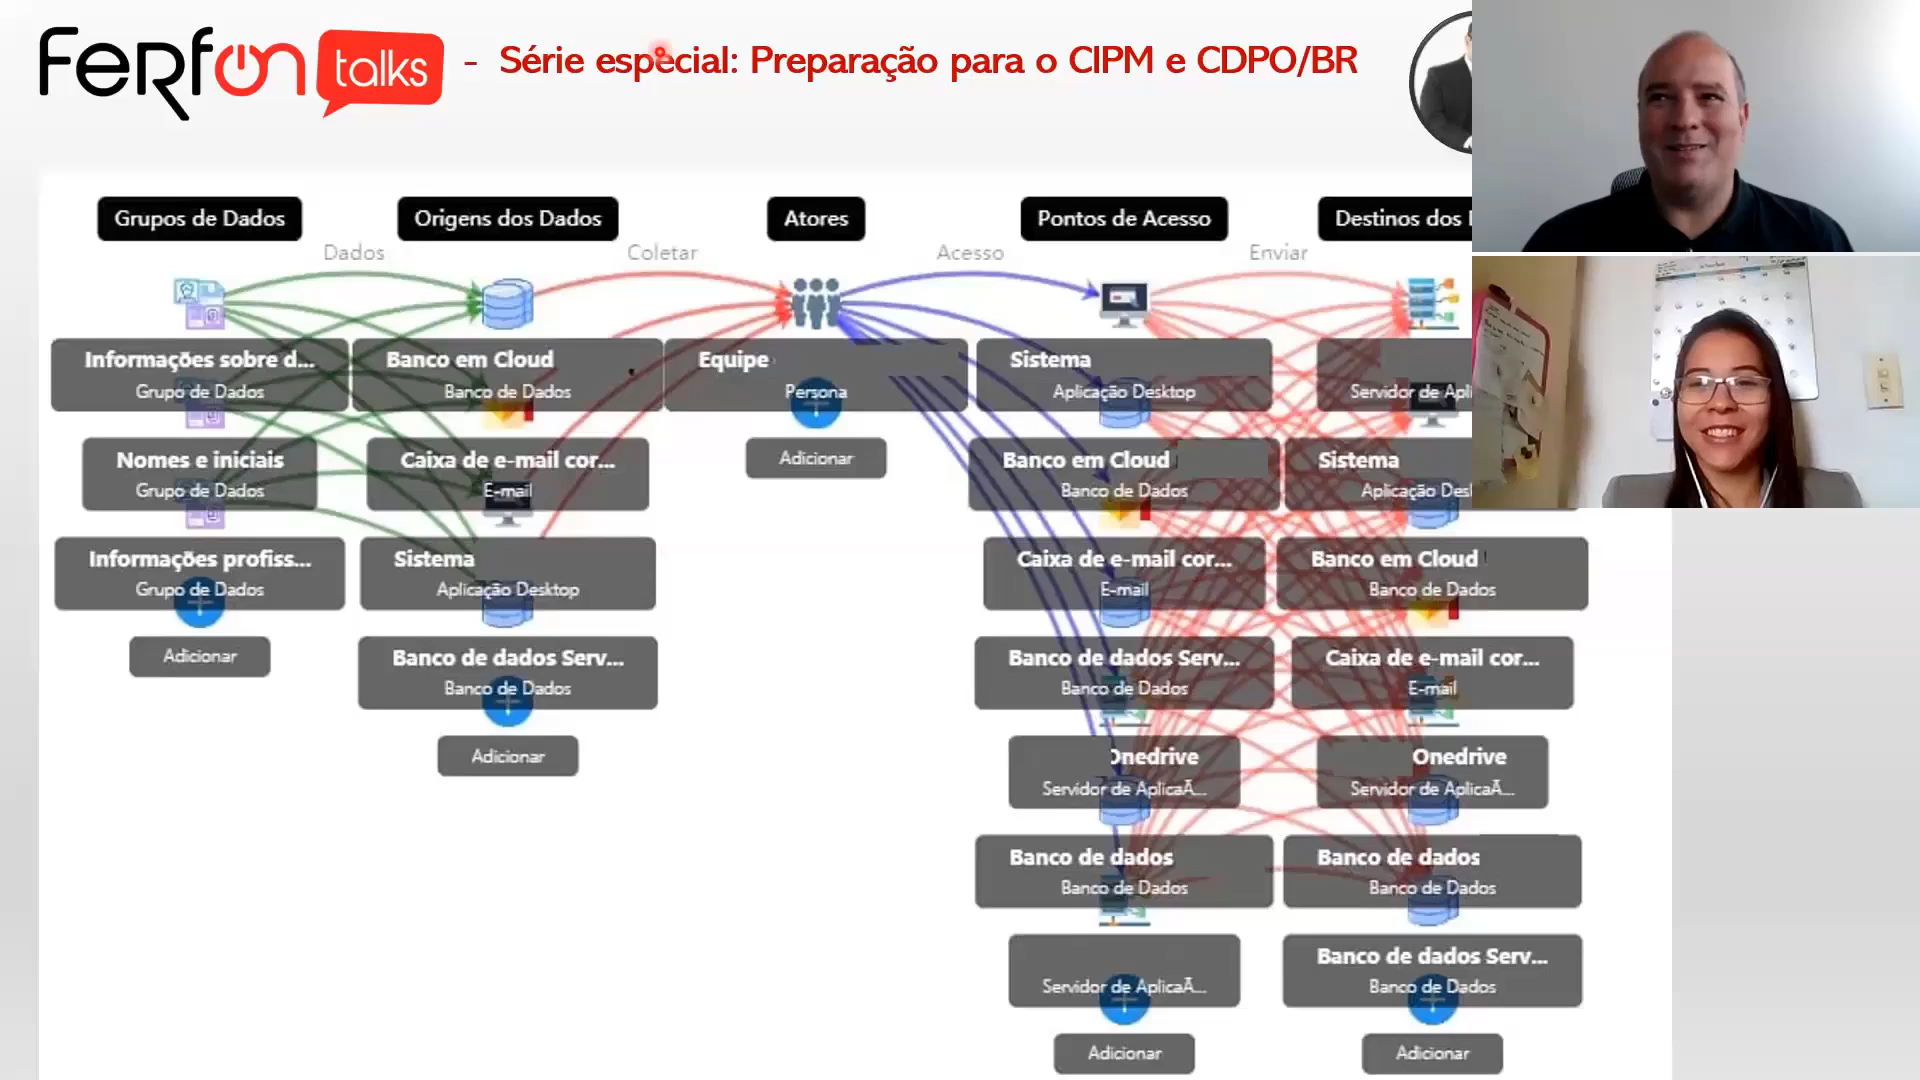 Ferfon talks - Série especial: Preparação para o CIPM e CDPO/BR
Grupos de Dados
Origens dos Dados
Atores
Pontos de Acesso
Destinos dos
Dados
Coletar
Acesso
Enviar
Informações sobre d...
Grupo de Dados
Nomes e iniciais
Grupo de Dados
Informações profiss...
Grupo de Dados
Adicionar
Banco em Cloud
Banco de Dados
Caixa de e-mail cor...
E-mail
Sistema
Aplicação Desktop
Banco de dados Serv...
Banco de Dados
Adicionar
Equipe
Persona
Adicionar
Sistema
Aplicação Desktop
Banco em Cloud
Banco de Dados
Caixa de e-mail cor...
E-mail
Banco de dados Serv...
Banco de Dados
Onedrive
Servidor de AplicaÃ...
Banco de dados
Banco de Dados
Servidor de AplicaÃ...
Adicionar
Servidor de Apli
Sistema
Aplicação Des
Banco em Cloud
Banco de Dados
Caixa de e-mail cor...
E-mail
Onedrive
Servidor de AplicaÃ...
Banco de dados
Banco de Dados
Banco de dados Serv...
Banco de Dados
Adicionar